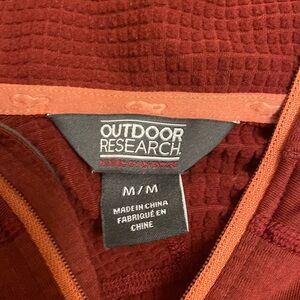 OUTDOOR
RESEARCH
M/M
MADE IN CHINA
FABRIQUÉ EN
CHINE